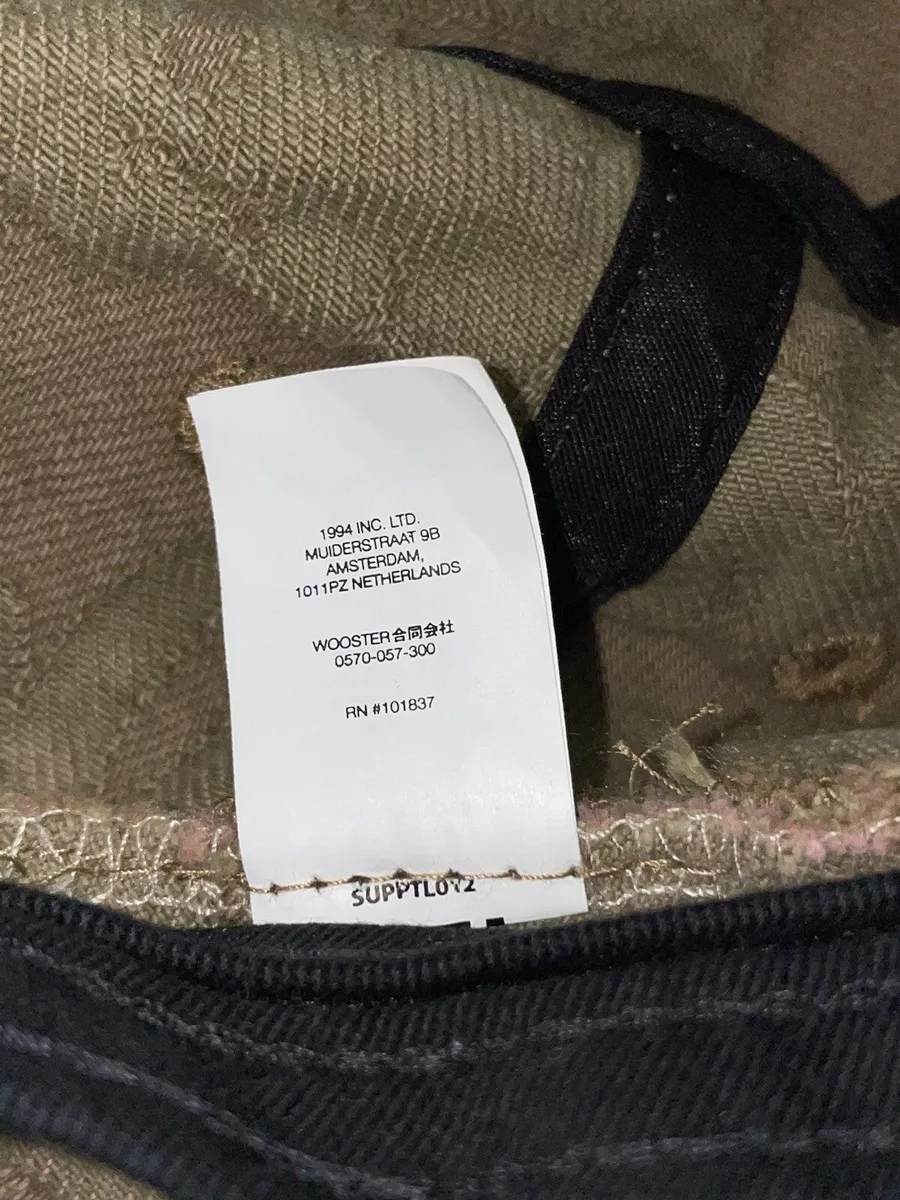 1994 INC. LTD.
MUIDERSTRAAT 9B
AMSTERDAM,
1011PZ NETHERLANDS
WOOSTER合同会社
0570-057-300
RN #101837
SUPPTL0Y2